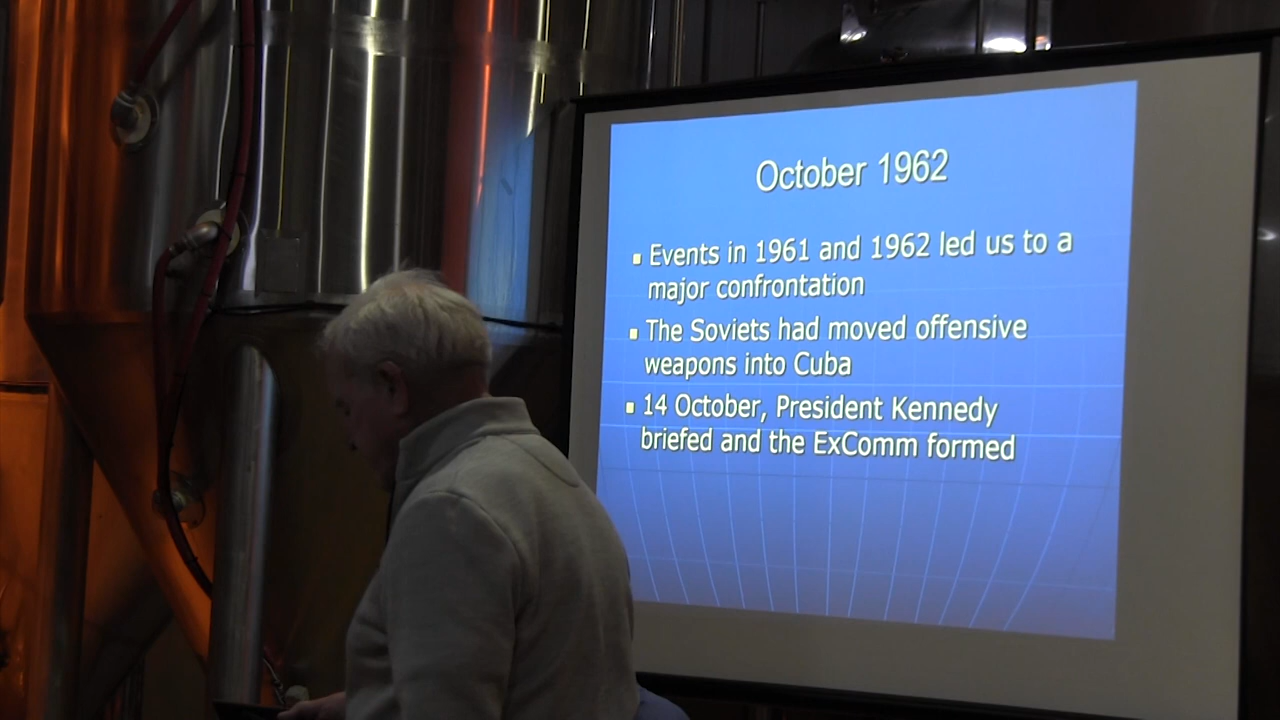 October 1962
Events in 1961 and 1962 led us to a
major confrontation
The Soviets had moved offensive
weapons into Cuba
14 October, President Kennedy
briefed and the ExComm formed